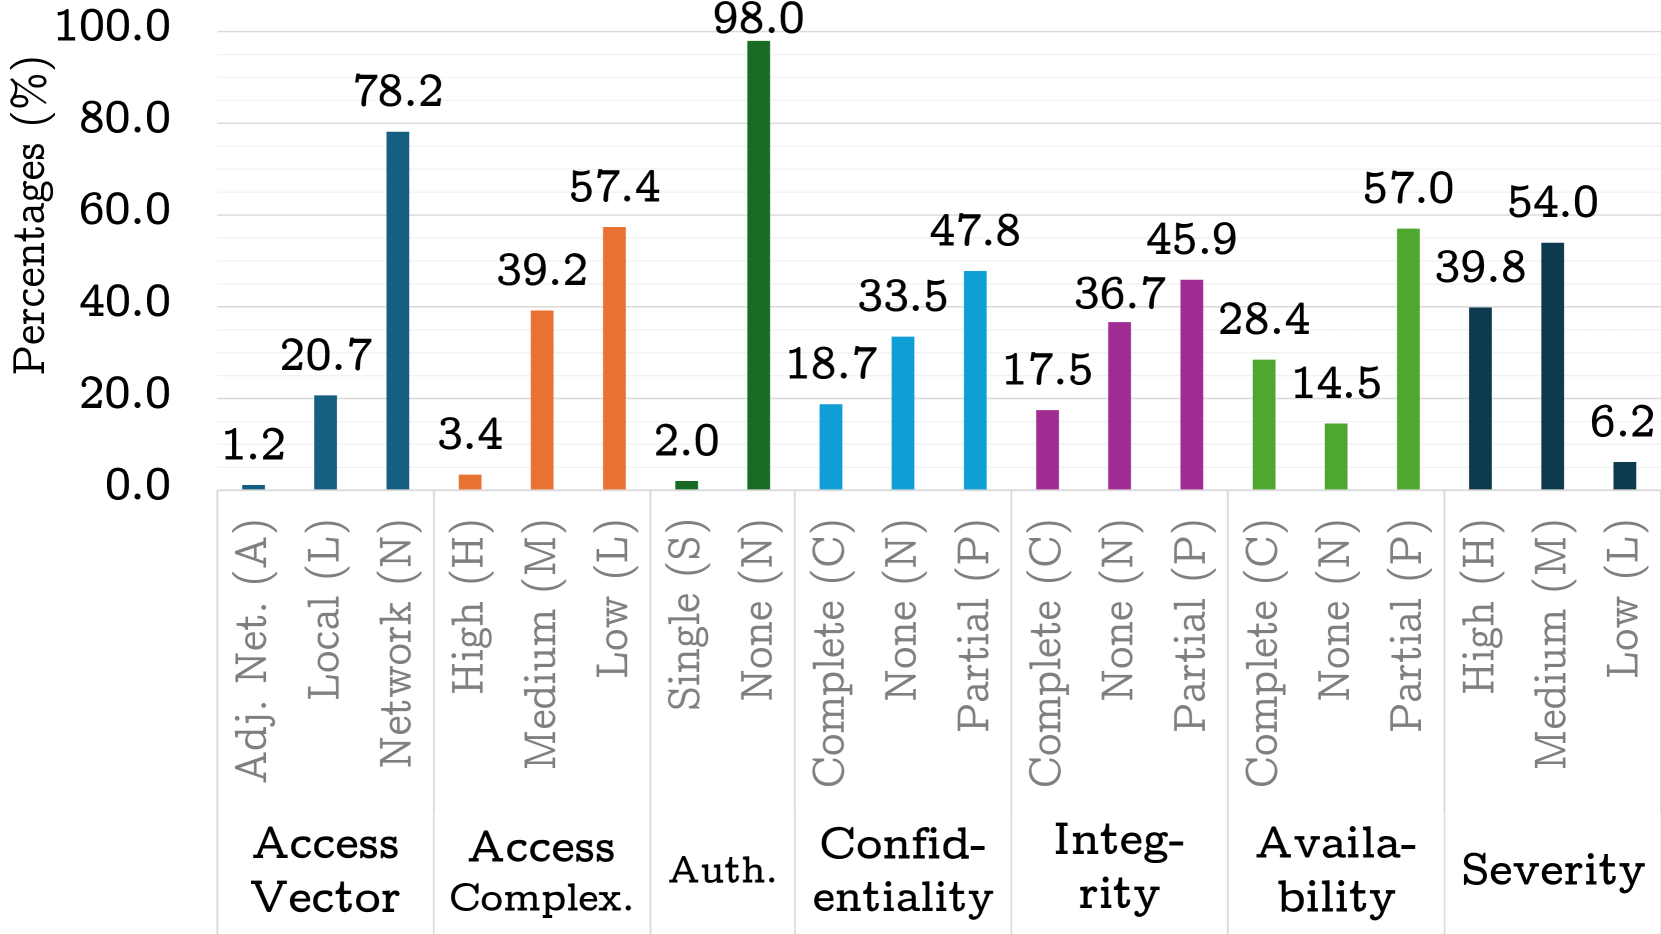 Percentages (%)
100.0
80.0
60.0
40.0
20.0
0.0
1.2
20.7
78.2
3.4
39.2
57.4
2.0
98.0
18.7
33.5
47.8
17.5
36.7
45.9
28.4
14.5
57.0
39.8
54.0
6.2
Adj. Net. (A)
Local (L)
Network (N)
High (H)
Medium (M)
Low (L)
Single (S)
None (N)
Complete (C)
None (N)
Partial (P)
Complete (C)
None (N)
Partial (P)
Complete (C)
None (N)
Partial (P)
High (H)
Medium (M)
Low (L)
Access
Vector
Access
Complex.
Auth.
Confid-
entiality
Integ-
rity
Availa-
bility
Severity